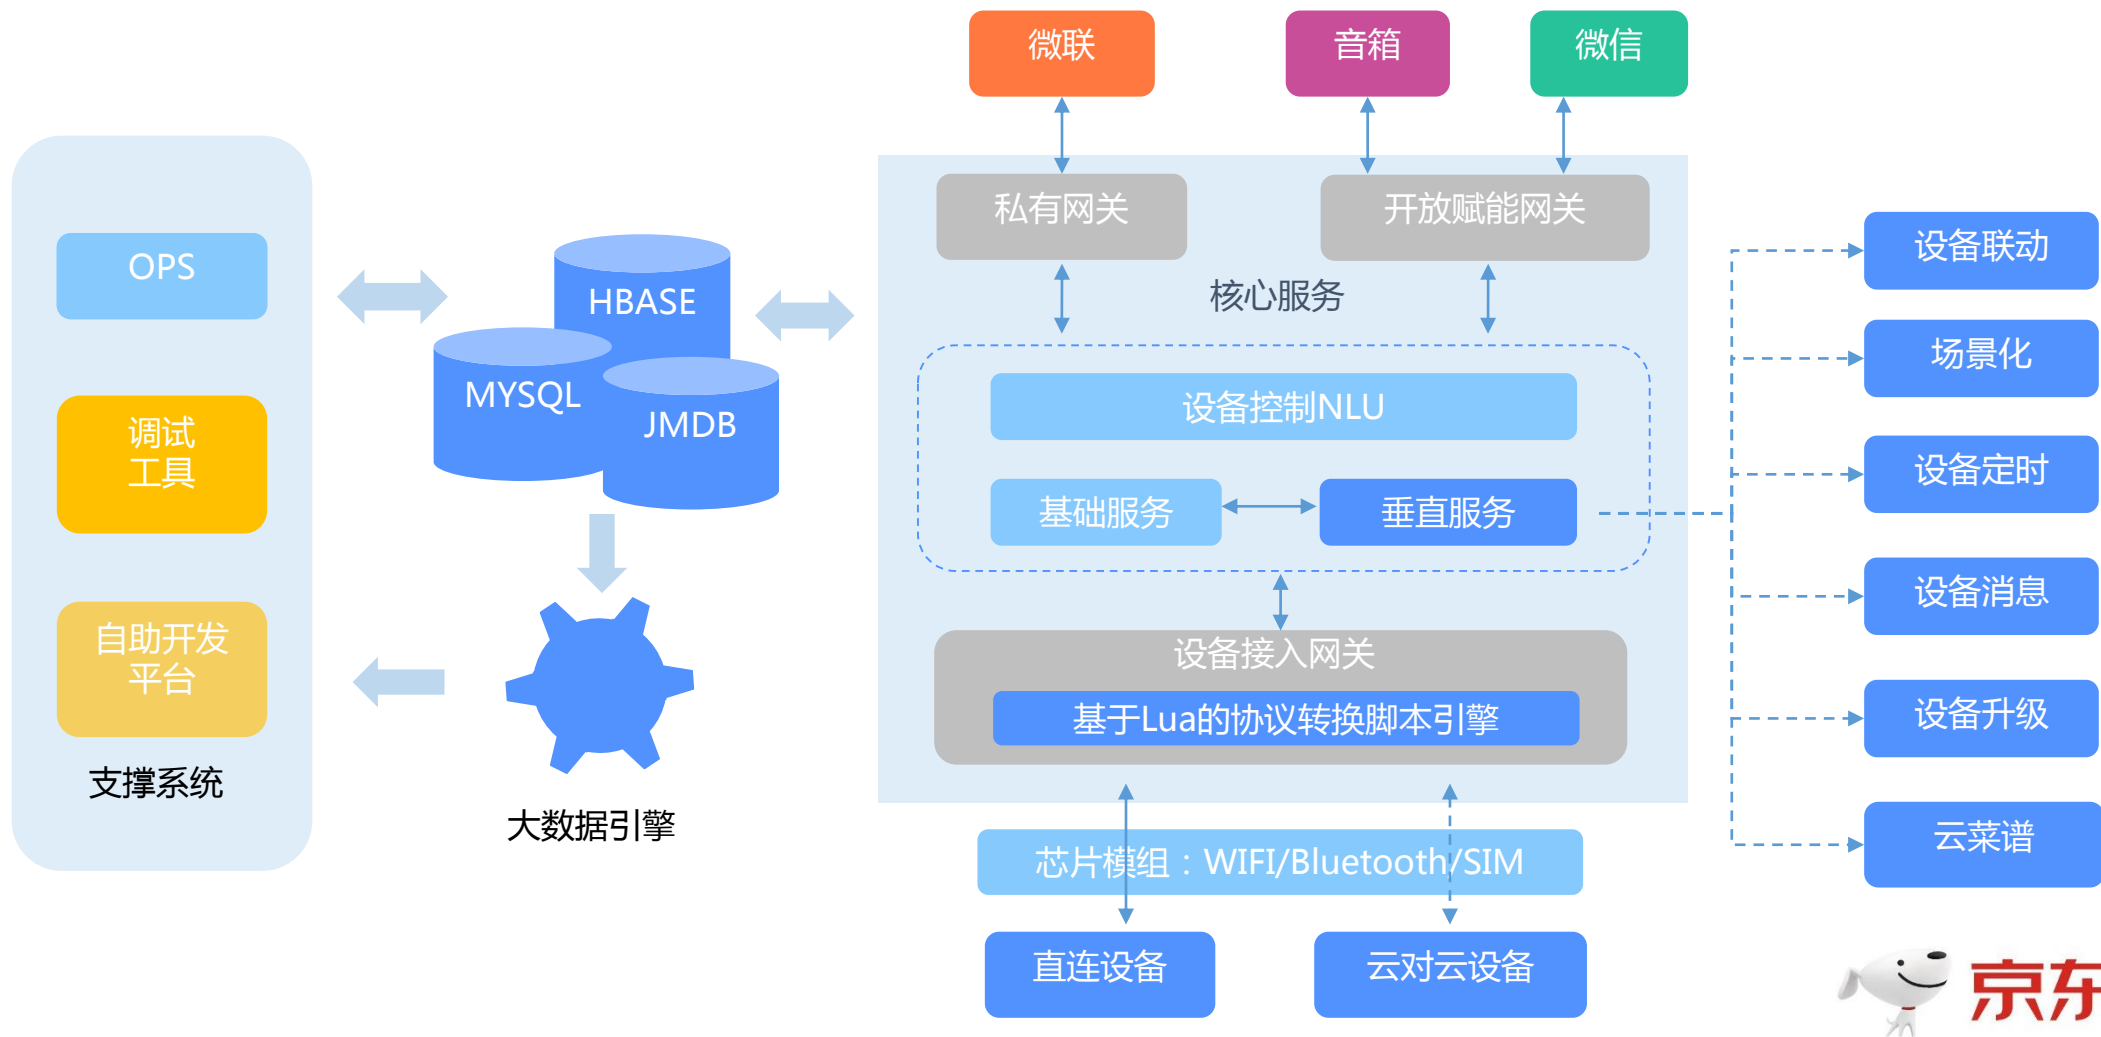 微联
音箱
微信
私有网关
开放赋能网关
核心服务
设备控制NLU
基础服务
垂直服务
设备接入网关
基于Lua的协议转换脚本引擎
芯片模组：WIFI/Bluetooth/SIM
直连设备
云对云设备
OPS
调试
工具
自助开发
平台
支撑系统
HBASE
MYSQL
JMDB
大数据引擎
设备联动
场景化
设备定时
设备消息
设备升级
云菜谱
京东